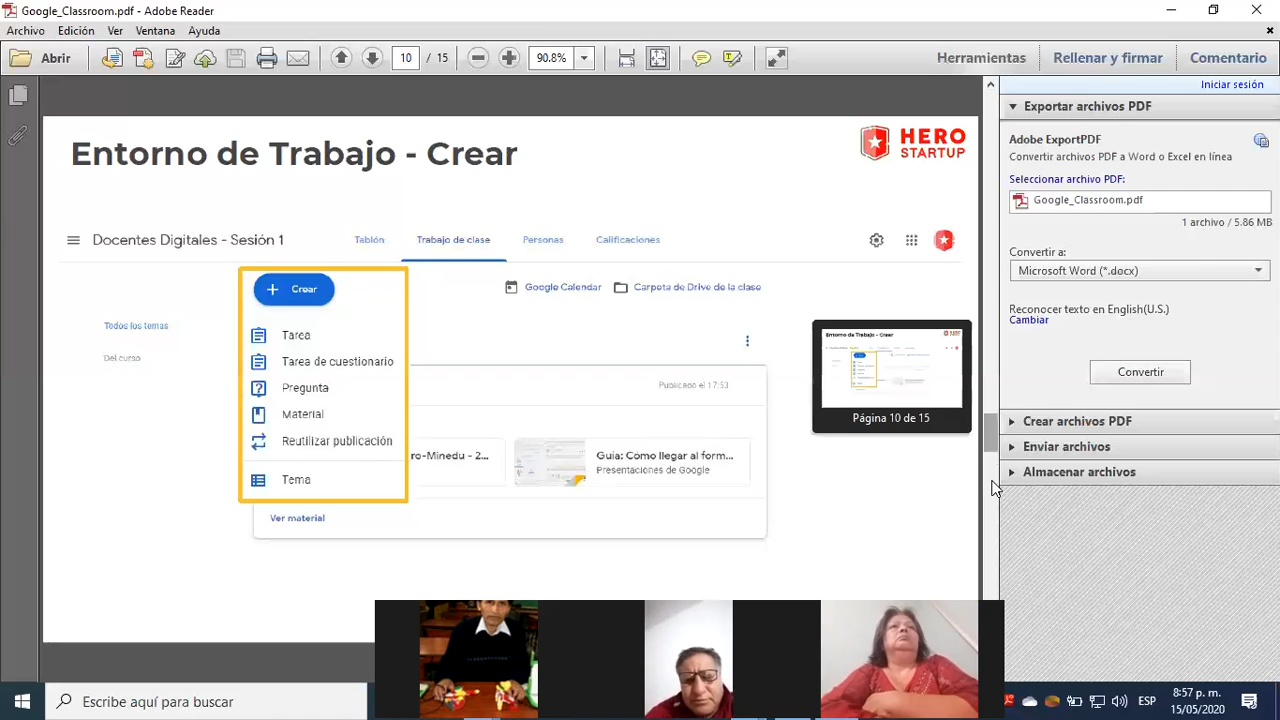 Google_Classroom.pdf - Adobe Reader
Archivo Edición Ver Ventana Ayuda
Abrir 10 / 15 90.8% Herramientas Rellenar y firmar Comentario
Iniciar sesión
Exportar archivos PDF
Adobe ExportPDF
Convertir archivos PDF a Word o Excel en línea
Seleccionar archivo PDF:
Google_Classroom.pdf
1 archivo / 5.86 MB
Convertir a:
Microsoft Word (*.docx)
Reconocer texto en English(U.S.)
Cambiar
Convertir
Crear archivos PDF
Enviar archivos
Almacenar archivos
Entorno de Trabajo - Crear
HERO
STARTUP
Docentes Digitales - Sesión 1 Tablón Trabajo de clase Personas Calificaciones
Crear
Google Calendar Carpeta de Drive de la clase
Todos los temas
Del curso
Tarea
Tarea de cuestionario
Pregunta
Material
Reutilizar publicación
Tema
Publicado el 17:53
ro-Minedu - 2...
Guía: Cómo llegar al form...
Presentaciones de Google
Ver material
Entorno de Trabajo - Crear
Página 10 de 15
Escribe aquí para buscar
ESP
8:57 p. m.
15/05/2020